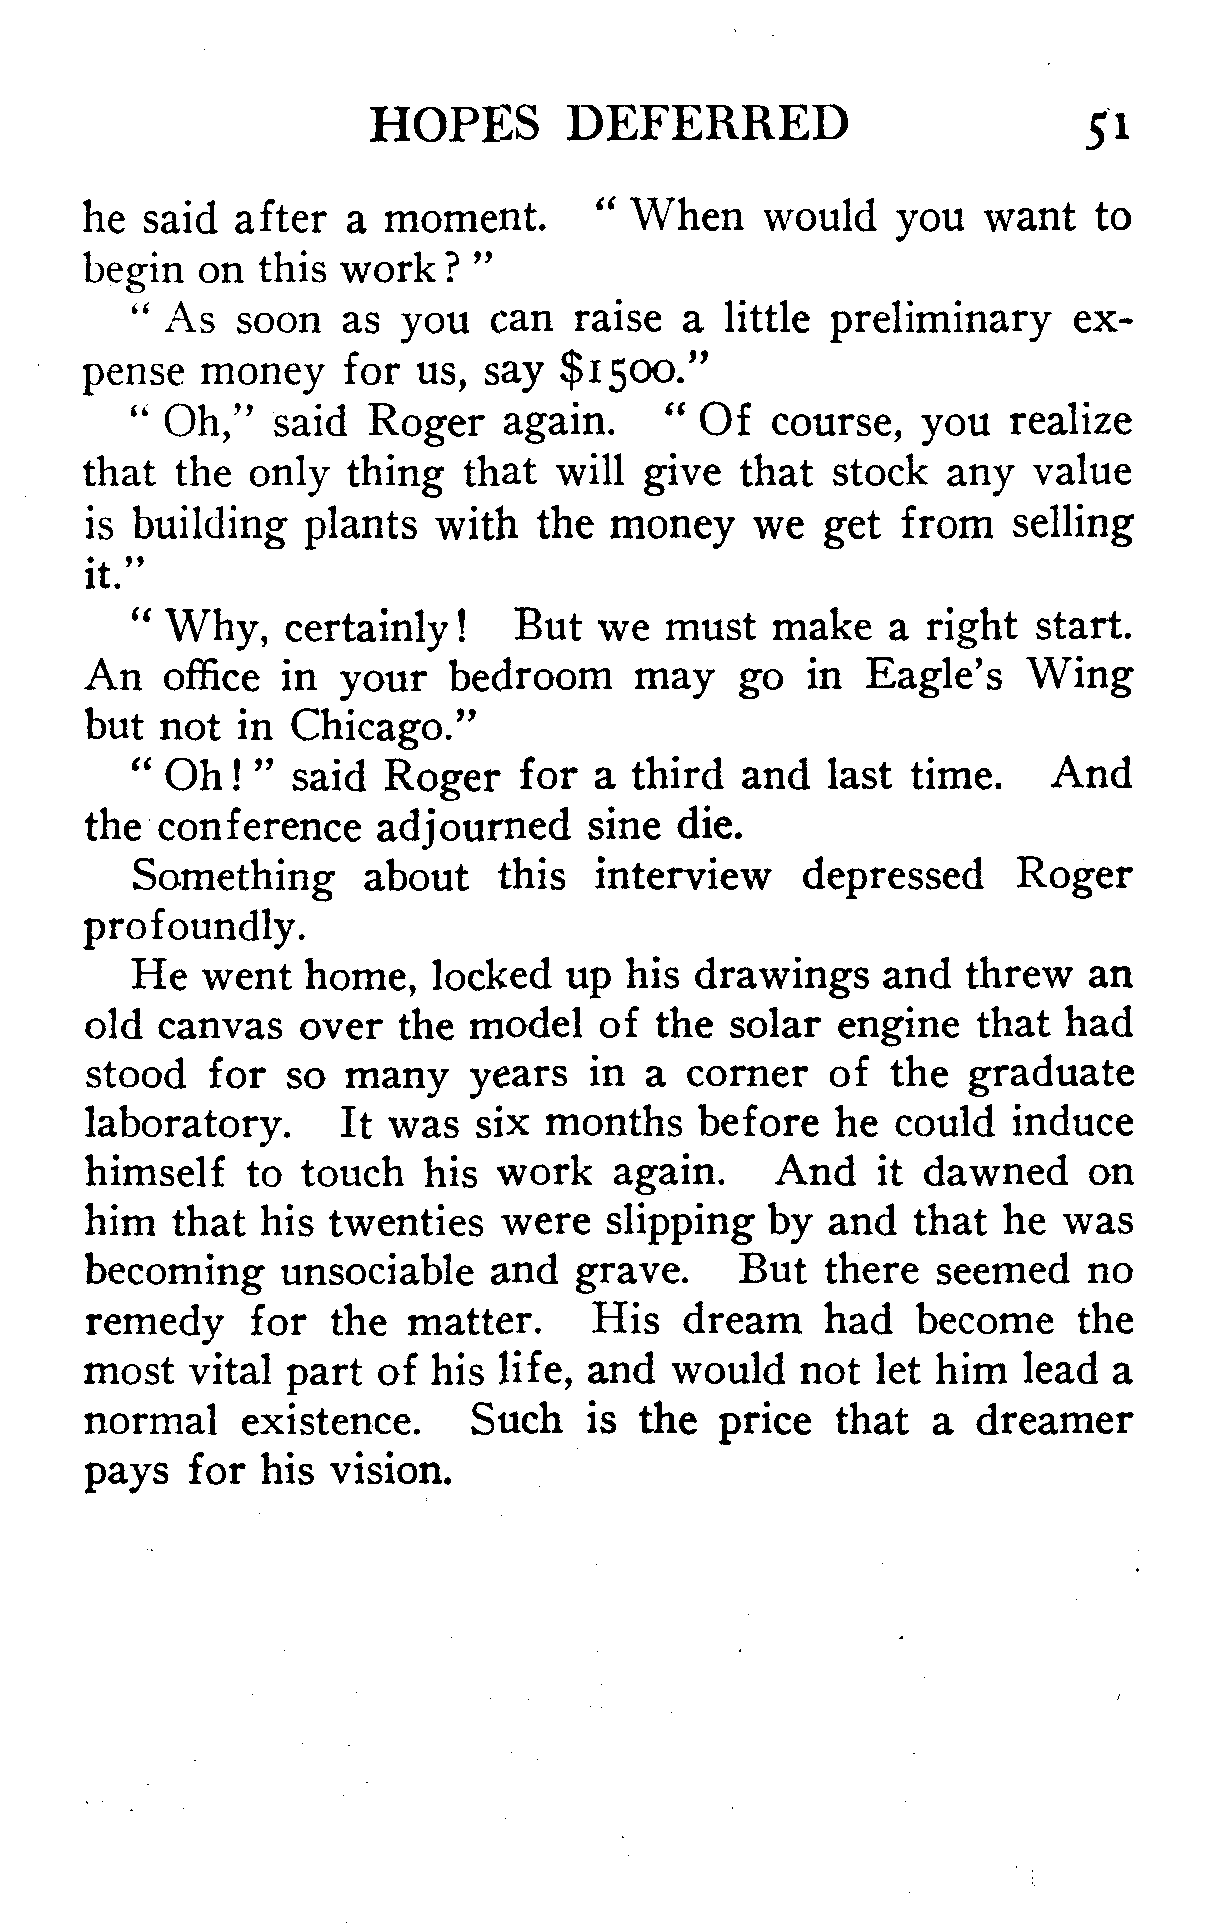 HOPES DEFERRED 51
he said after a moment. “ When would you want to
begin on this work? ”
“ As soon as you can raise a little preliminary ex-
pense money for us, say $1500.”
“ Oh,” said Roger again. “ Of course, you realize
that the only thing that will give that stock any value
is building plants with the money we get from selling
it.”
“ Why, certainly! But we must make a right start.
An office in your bedroom may go in Eagle’s Wing
but not in Chicago.”
“ Oh! ” said Roger for a third and last time. And
the conference adjourned sine die.
Something about this interview depressed Roger
profoundly.
He went home, locked up his drawings and threw an
old canvas over the model of the solar engine that had
stood for so many years in a corner of the graduate
laboratory. It was six months before he could induce
himself to touch his work again. And it dawned on
him that his twenties were slipping by and that he was
becoming unsociable and grave. But there seemed no
remedy for the matter. His dream had become the
most vital part of his life, and would not let him lead a
normal existence. Such is the price that a dreamer
pays for his vision.